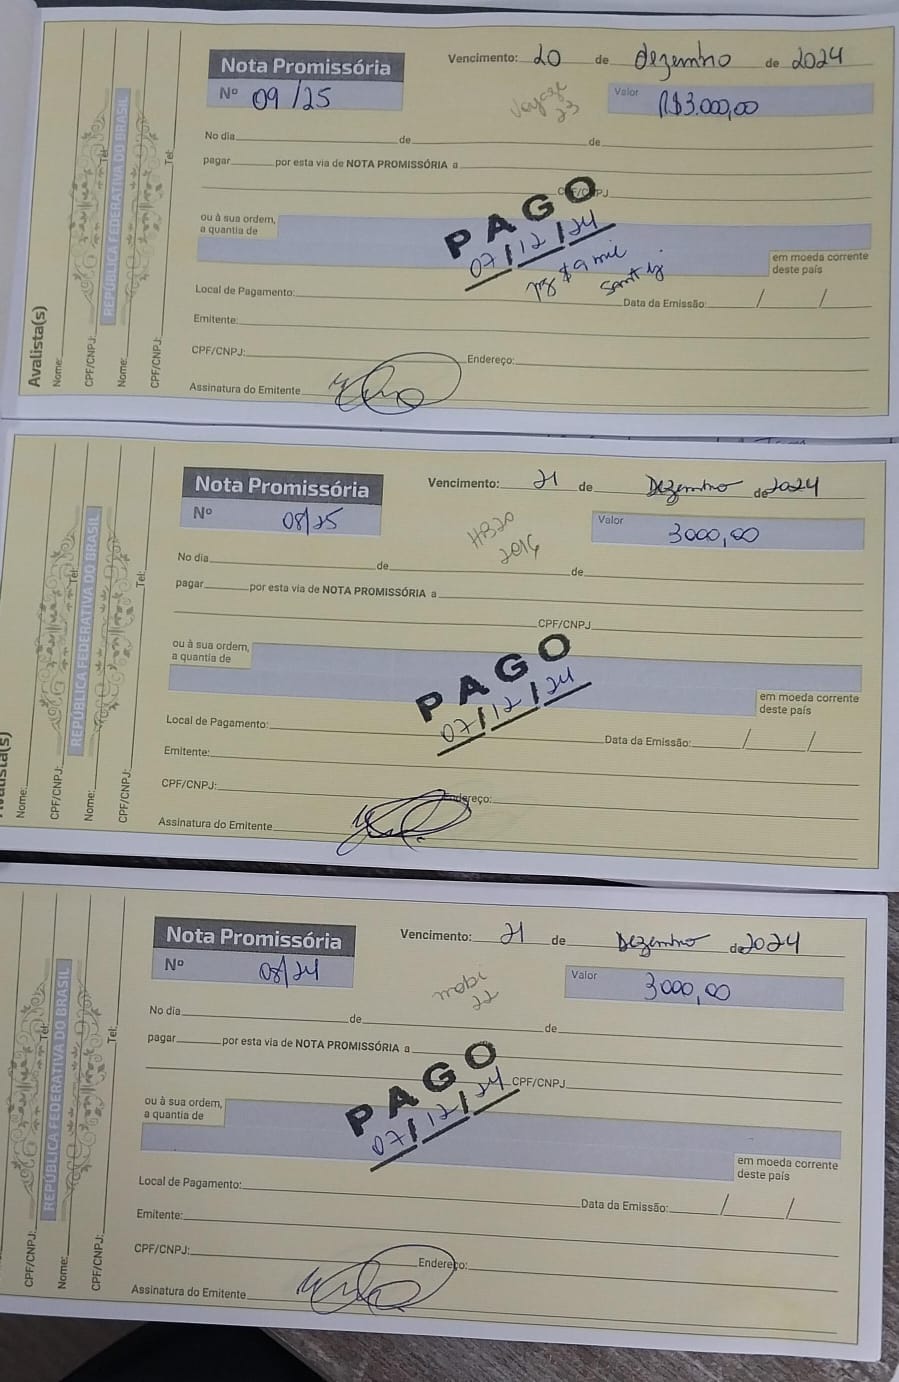 Vencimento: 20 de dezembro de 2024
Nota Promissória
Nº 09/25
Valor
R$3.000,00
No dia de de
pagar por esta via de NOTA PROMISSÓRIA a
CPF/CNPJ
ou à sua ordem,
a quantia de
PAGO
07/12/24
9 mil
em moeda corrente
deste país
Local de Pagamento:
Data da Emissão: / /
Emitente:
CPF/CNPJ: Endereço:
Assinatura do Emitente
Avalista(s)
Nome:
CPF/CNPJ: Tel:
REPÚBLICA FEDERATIVA DO BRASIL
Nome:
CPF/CNPJ: Tel:
Vencimento: 21 de Dezembro de 2024
Nota Promissória
Nº 08/25
HB20
2014
Valor
3000,00
No dia de de
pagar por esta via de NOTA PROMISSÓRIA a
CPF/CNPJ
ou à sua ordem,
a quantia de
PAGO
07/12/24
em moeda corrente
deste país
Local de Pagamento:
Data da Emissão: / /
Emitente:
CPF/CNPJ: Endereço:
Assinatura do Emitente
Nome:
CPF/CNPJ: Tel:
REPÚBLICA FEDERATIVA DO BRASIL
Nome:
CPF/CNPJ: Tel:
Vencimento: 21 de Dezembro de 2024
Nota Promissória
Nº 08/24
mobi
22
Valor
3000,00
No dia de de
pagar por esta via de NOTA PROMISSÓRIA a
CPF/CNPJ
ou à sua ordem,
a quantia de
PAGO
07/12/24
em moeda corrente
deste país
Local de Pagamento:
Data da Emissão: / /
Emitente:
CPF/CNPJ: Endereço:
Assinatura do Emitente
CPF/CNPJ: Tel:
REPÚBLICA FEDERATIVA DO BRASIL
Nome:
CPF/CNPJ: Tel: